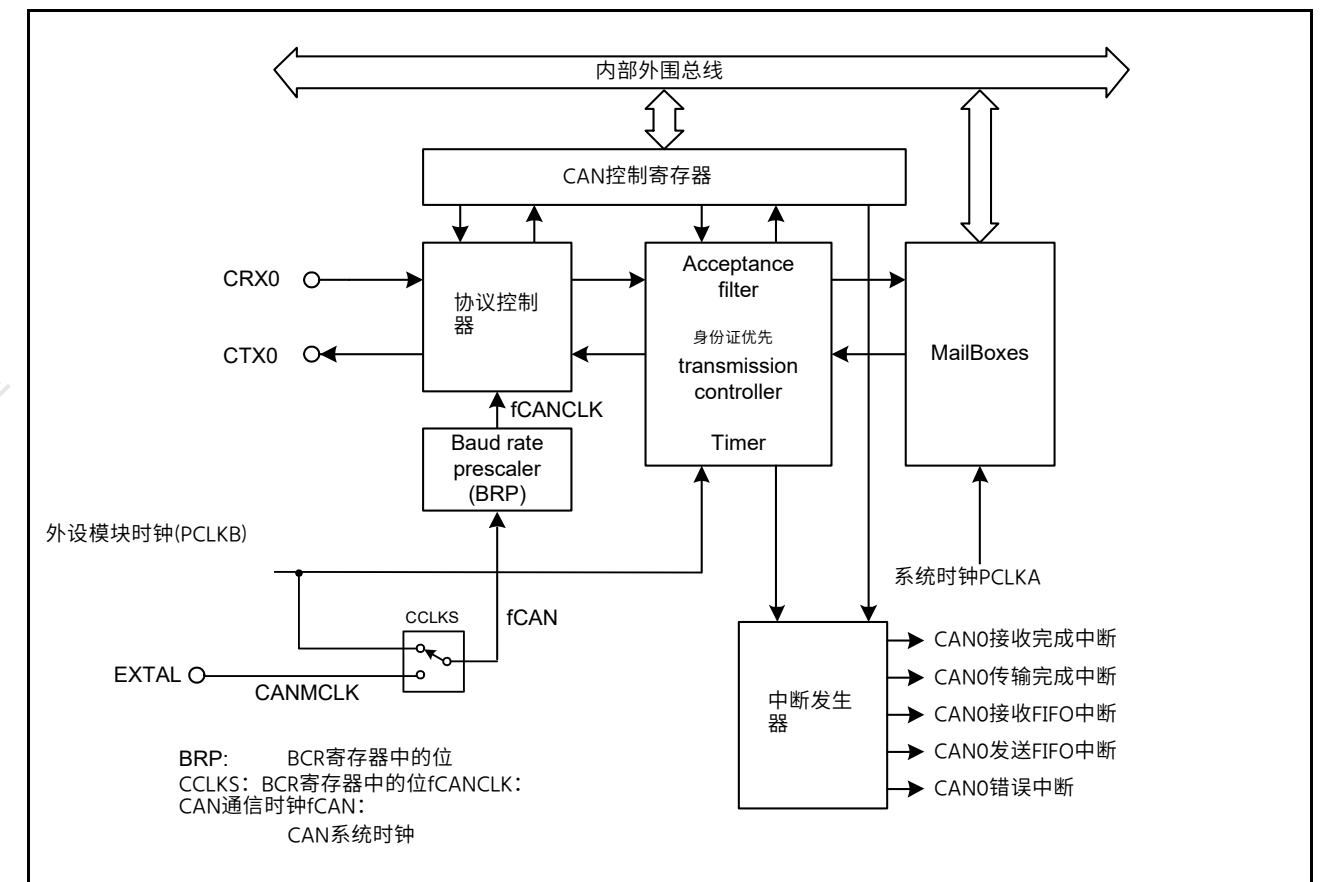 内部外围总线
CAN控制寄存器
CRX0
CTX0
协议控制
器
Acceptance
filter
身份证优先
transmission
controller
Timer
MailBoxes
fCANCLK
Baud rate
prescaler
(BRP)
外设模块时钟(PCLKB)
系统时钟PCLKA
CCLKS
fCAN
EXTAL
CANMCLK
中断发生
器
CAN0接收完成中断
CAN0传输完成中断
CAN0接收FIFO中断
CAN0发送FIFO中断
CAN0错误中断
BRP: BCR寄存器中的位
CCLKS：BCR寄存器中的位fCANCLK：
CAN通信时钟fCAN：
CAN系统时钟